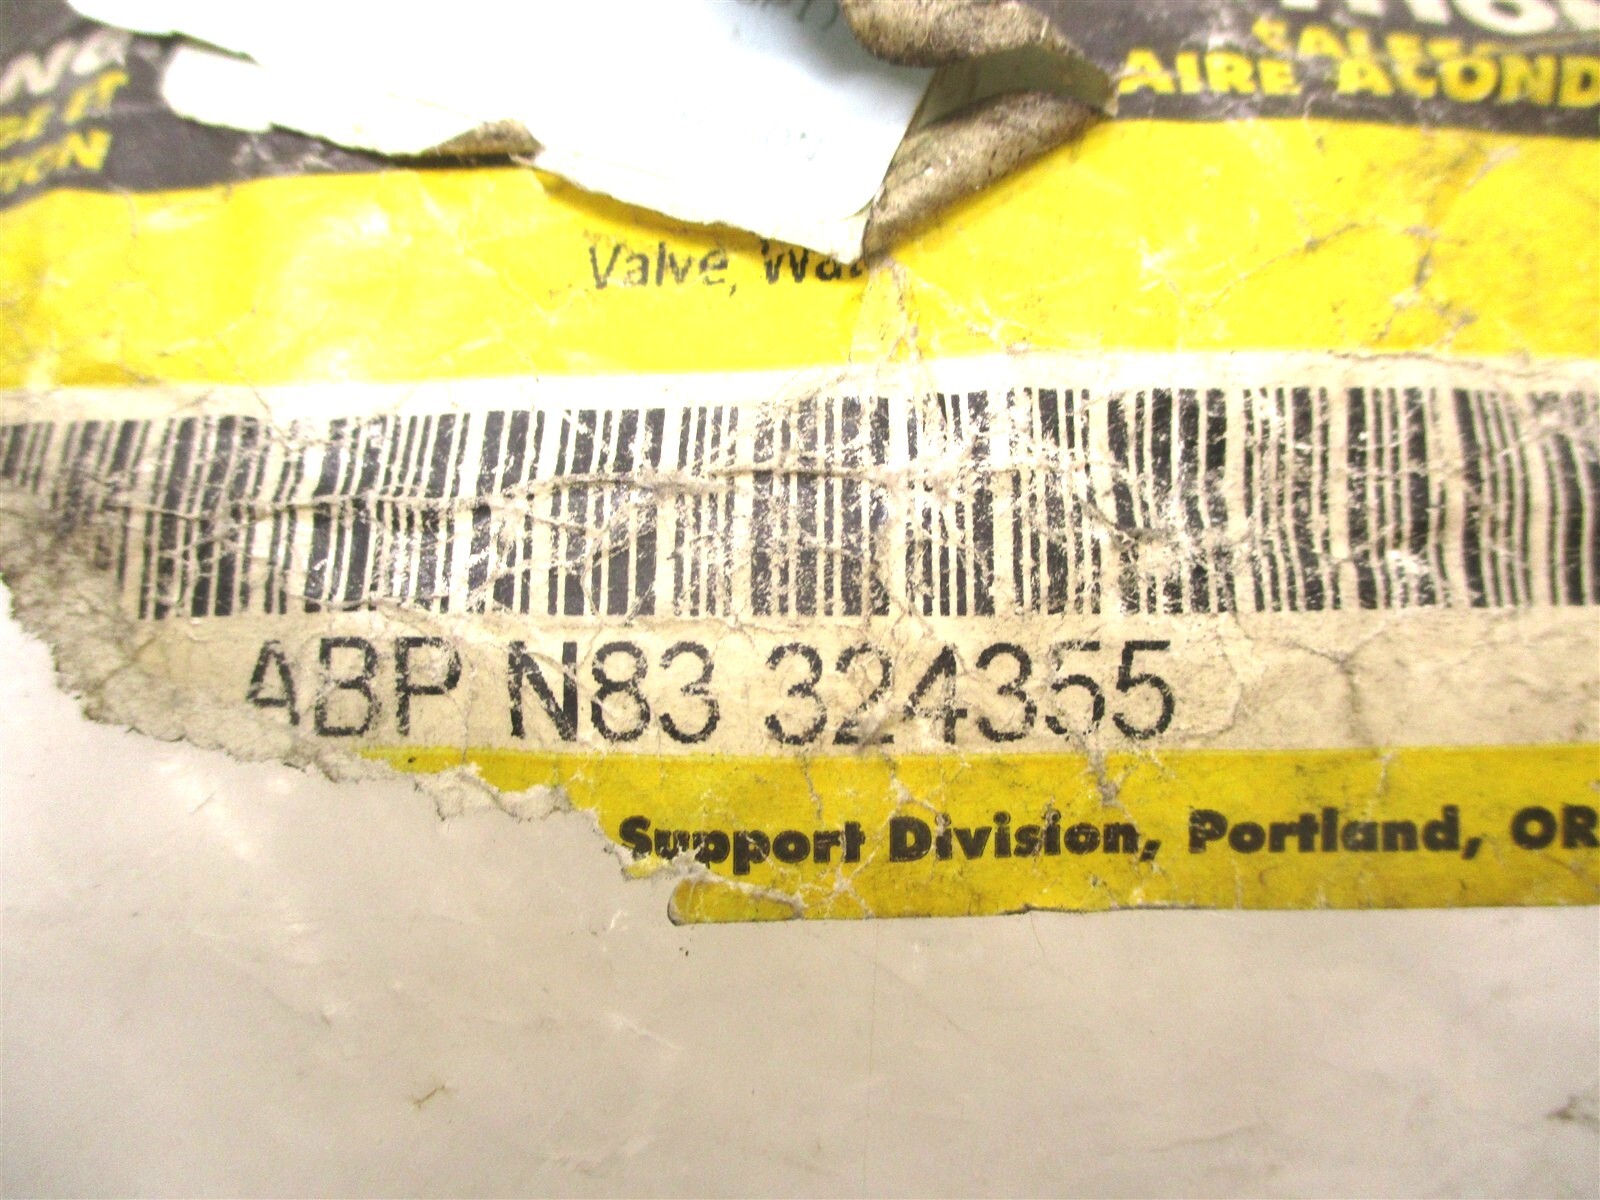 AIRE ACOND
Valve, Wat
ABP N83 324355
Support Division, Portland, OR